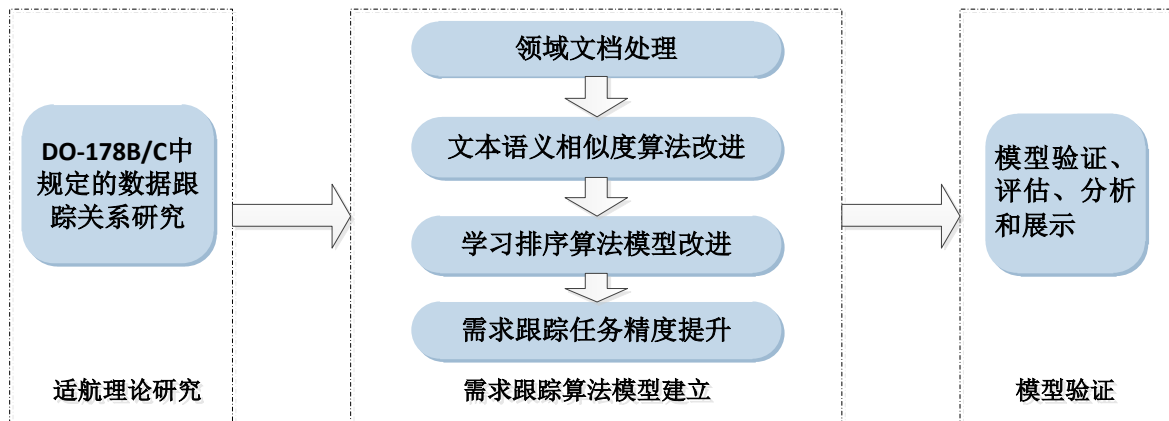 DO-178B/C中
规定的数据跟
踪关系研究
适航理论研究
领域文档处理
文本语义相似度算法改进
学习排序算法模型改进
需求跟踪任务精度提升
需求跟踪算法模型建立
模型验证、
评估、分析
和展示
模型验证